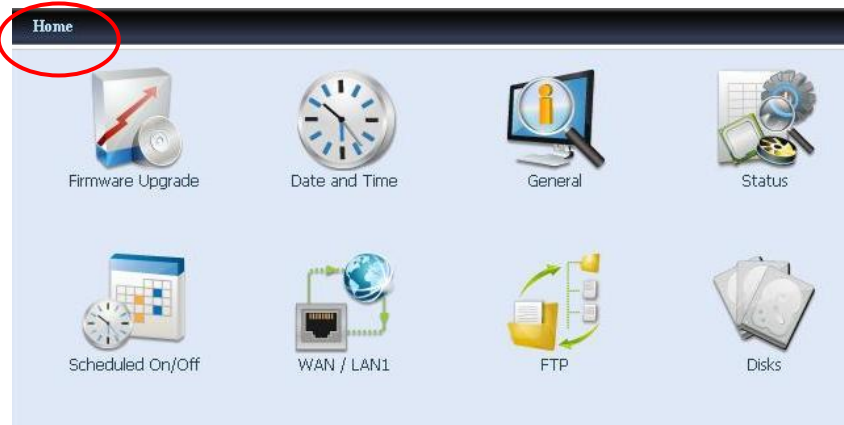 Home
Firmware Upgrade
Date and Time
General
Status
Scheduled On/Off
WAN / LAN1
FTP
Disks